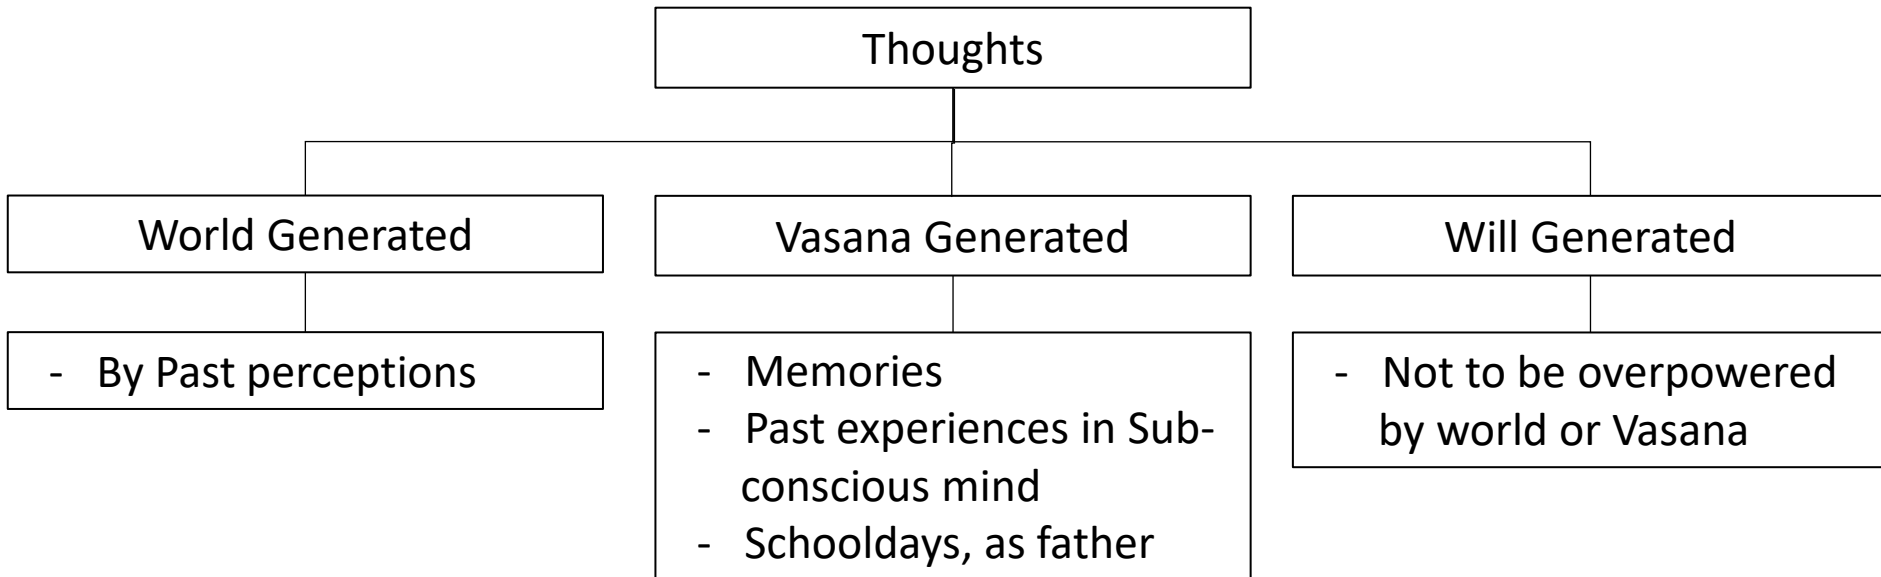 Thoughts
World Generated
Vasana Generated
Will Generated
- By Past perceptions
- Memories
- Past experiences in Sub-
conscious mind
- Schooldays, as father
- Not to be overpowered
by world or Vasana